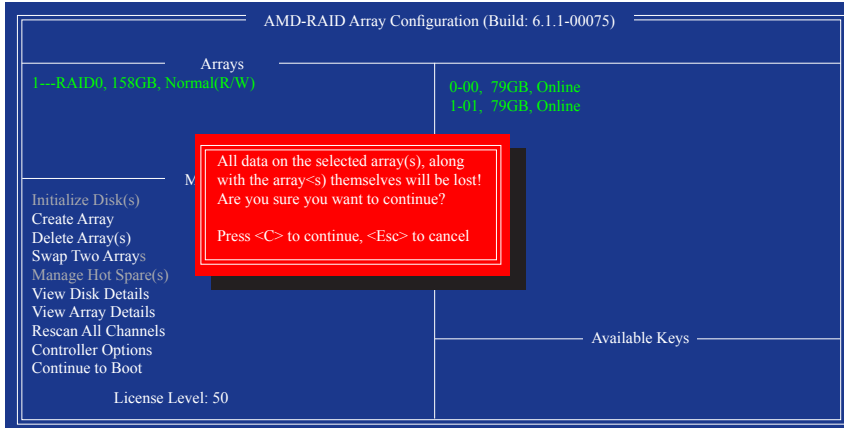 AMD-RAID Array Configuration (Build: 6.1.1-00075)
Arrays
1---RAID0, 158GB, Normal(R/W)
0-00, 79GB, Online
1-01, 79GB, Online
All data on the selected array(s), along
with the array<s) themselves will be lost!
Are you sure you want to continue?
Press <C> to continue, <Esc> to cancel
M
Initialize Disk(s)
Create Array
Delete Array(s)
Swap Two Arrays
Manage Hot Spare(s)
View Disk Details
View Array Details
Rescan All Channels
Controller Options
Continue to Boot
License Level: 50
Available Keys